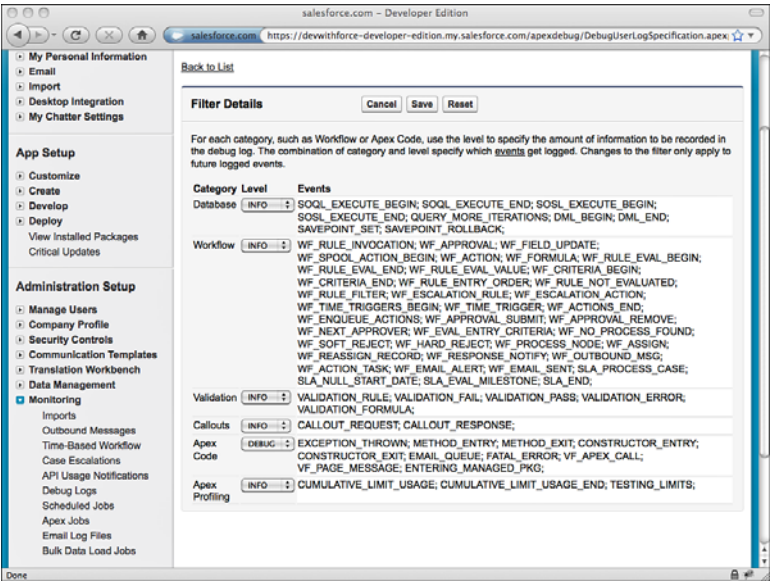 salesforce.com – Developer Edition
salesforce.com https://devwithforce-developer-edition.my.salesforce.com/apexdebug/DebugUserLogSpecification.apex
My Personal Information
Email
Import
Desktop Integration
My Chatter Settings
App Setup
Customize
Create
Develop
Deploy
View Installed Packages
Critical Updates
Administration Setup
Manage Users
Company Profile
Security Controls
Communication Templates
Translation Workbench
Data Management
Monitoring
Imports
Outbound Messages
Time-Based Workflow
Case Escalations
API Usage Notifications
Debug Logs
Scheduled Jobs
Apex Jobs
Email Log Files
Bulk Data Load Jobs
Back to List
Filter Details Cancel Save Reset
For each category, such as Workflow or Apex Code, use the level to specify the amount of information to be recorded in
the debug log. The combination of category and level specify which events get logged. Changes to the filter only apply to
future logged events.
Category Level Events
Database INFO SOQL_EXECUTE_BEGIN; SOQL_EXECUTE_END; SOSL_EXECUTE_BEGIN;
SOSL_EXECUTE_END; QUERY_MORE_ITERATIONS; DML_BEGIN; DML_END;
SAVEPOINT_SET; SAVEPOINT_ROLLBACK;
Workflow INFO WF_RULE_INVOCATION; WF_APPROVAL; WF_FIELD_UPDATE;
WF_SPOOL_ACTION_BEGIN; WF_ACTION; WF_FORMULA; WF_RULE_EVAL_BEGIN;
WF_RULE_EVAL_END; WF_RULE_EVAL_VALUE; WF_CRITERIA_BEGIN;
WF_CRITERIA_END; WF_RULE_ENTRY_ORDER; WF_RULE_NOT_EVALUATED;
WF_RULE_FILTER; WF_ESCALATION_RULE; WF_ESCALATION_ACTION;
WF_TIME_TRIGGERS_BEGIN; WF_TIME_TRIGGER; WF_ACTIONS_END;
WF_ENQUEUE_ACTIONS; WF_APPROVAL_SUBMIT; WF_APPROVAL_REMOVE;
WF_NEXT_APPROVER; WF_EVAL_ENTRY_CRITERIA; WF_NO_PROCESS_FOUND;
WF_SOFT_REJECT; WF_HARD_REJECT; WF_PROCESS_NODE; WF_ASSIGN;
WF_REASSIGN_RECORD; WF_RESPONSE_NOTIFY; WF_OUTBOUND_MSG;
WF_ACTION_TASK; WF_EMAIL_ALERT; WF_EMAIL_SENT; SLA_PROCESS_CASE;
SLA_NULL_START_DATE; SLA_EVAL_MILESTONE; SLA_END;
Validation INFO VALIDATION_RULE; VALIDATION_FAIL; VALIDATION_PASS; VALIDATION_ERROR;
VALIDATION_FORMULA;
Callouts INFO CALLOUT_REQUEST; CALLOUT_RESPONSE;
Apex Code DEBUG EXCEPTION_THROWN; METHOD_ENTRY; METHOD_EXIT; CONSTRUCTOR_ENTRY;
CONSTRUCTOR_EXIT; EMAIL_QUEUE; FATAL_ERROR; VF_APEX_CALL;
VF_PAGE_MESSAGE; ENTERING_MANAGED_PKG;
Apex Profiling INFO CUMULATIVE_LIMIT_USAGE; CUMULATIVE_LIMIT_USAGE_END; TESTING_LIMITS;
Done